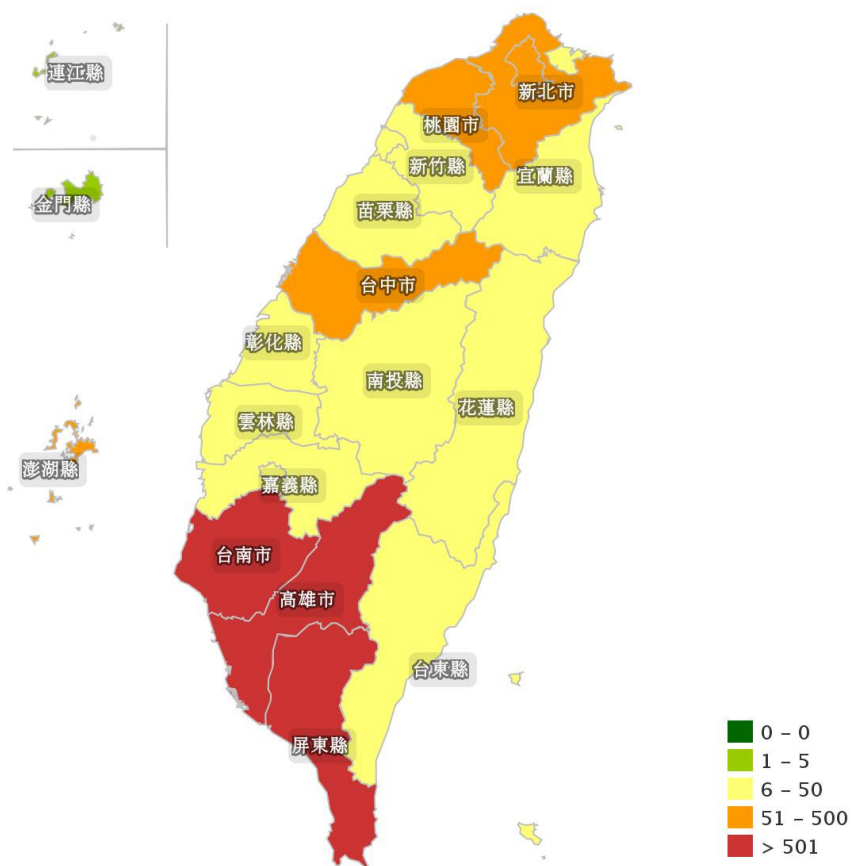 連江縣
新北市
桃園市
新竹縣
宜蘭縣
金門縣
苗栗縣
台中市
彰化縣
南投縣
花蓮縣
雲林縣
澎湖縣
嘉義縣
台南市
高雄市
台東縣
屏東縣
0 - 0
1 - 5
6 - 50
51 - 500
> 501